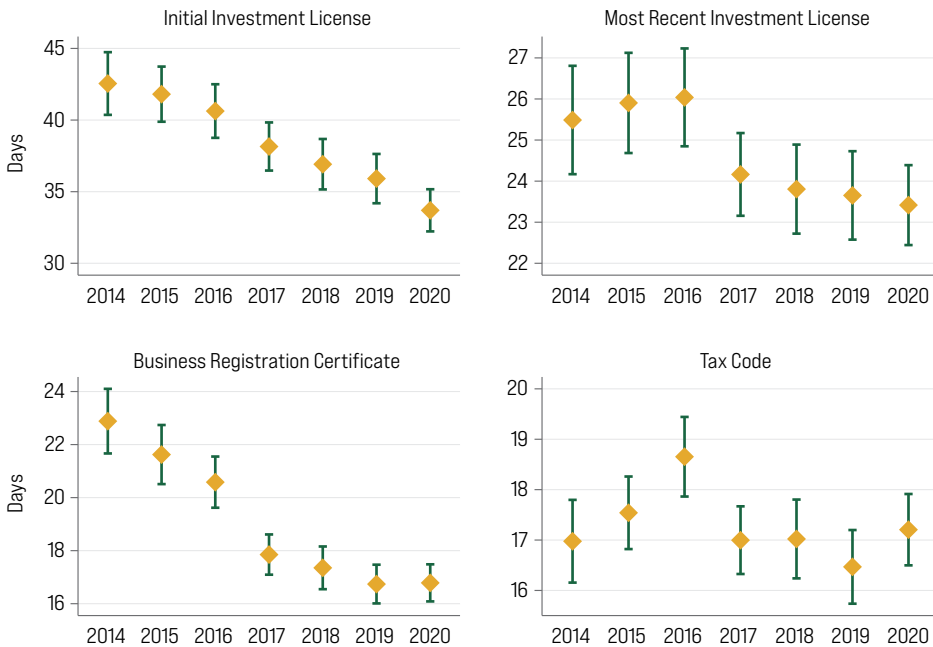 Initial Investment License
Days
45
40
35
30
2014 2015 2016 2017 2018 2019 2020
Most Recent Investment License
27
26
25
24
23
22
2014 2015 2016 2017 2018 2019 2020
Business Registration Certificate
Days
24
22
20
18
16
2014 2015 2016 2017 2018 2019 2020
Tax Code
20
19
18
17
16
2014 2015 2016 2017 2018 2019 2020